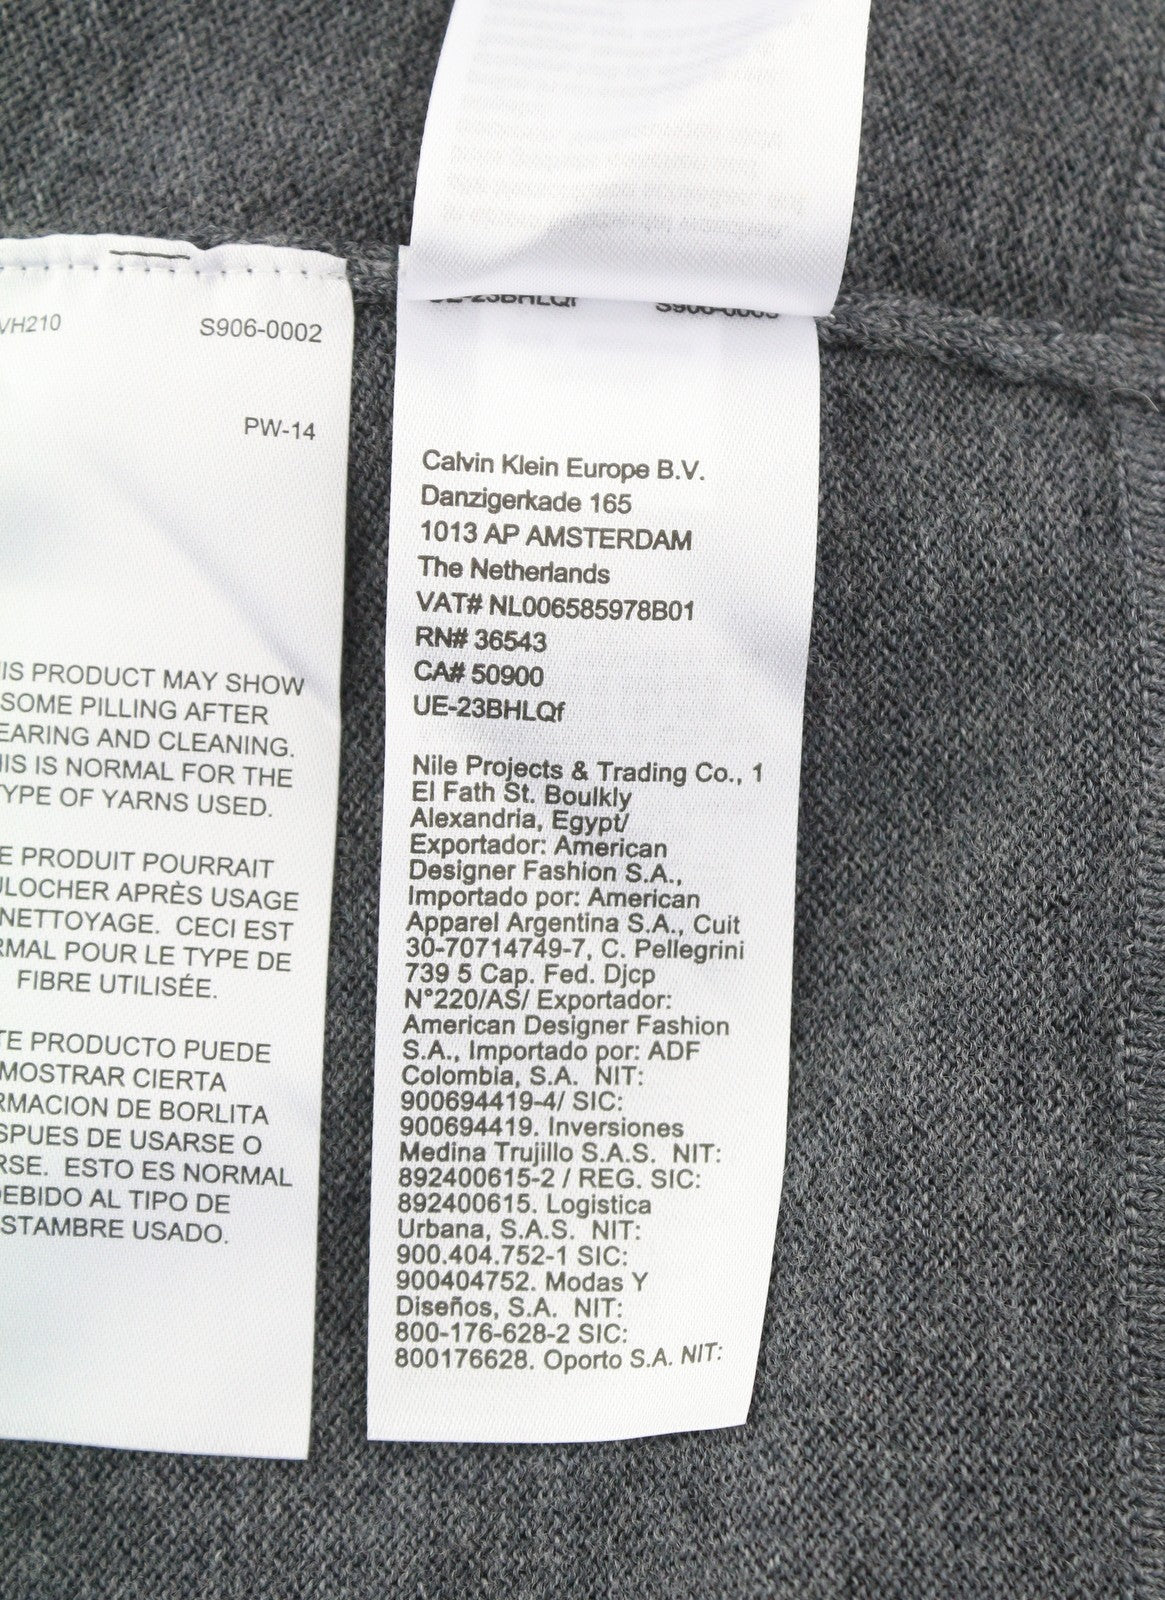 VH210 S906-0002
PW-14
IS PRODUCT MAY SHOW
SOME PILLING AFTER
EARING AND CLEANING.
IS IS NORMAL FOR THE
YPE OF YARNS USED.
E PRODUIT POURRAIT
ULOCHER APRÈS USAGE
NETTOYAGE. CECI EST
RMAL POUR LE TYPE DE
FIBRE UTILISÉE.
TE PRODUCTO PUEDE
MOSTRAR CIERTA
RMACION DE BORLITA
SPUES DE USARSE O
RSE. ESTO ES NORMAL
EBIDO AL TIPO DE
STAMBRE USADO.
UE-23BHLQf
Calvin Klein Europe B.V.
Danzigerkade 165
1013 AP AMSTERDAM
The Netherlands
VAT# NL006585978B01
RN# 36543
CA# 50900
UE-23BHLQf
Nile Projects & Trading Co., 1
El Fath St. Boulkly
Alexandria, Egypt/
Exportador: American
Designer Fashion S.A.,
Importado por: American
Apparel Argentina S.A., Cuit
30-70714749-7, C. Pellegrini
739 5 Cap. Fed. Djcp
N°220/AS/ Exportador:
American Designer Fashion
S.A., Importado por: ADF
Colombia, S.A. NIT:
900694419-4/ SIC:
900694419. Inversiones
Medina Trujillo S.A.S. NIT:
892400615-2 / REG. SIC:
892400615. Logistica
Urbana, S.A.S. NIT:
900.404.752-1 SIC:
900404752. Modas Y
Diseños, S.A. NIT:
800-176-628-2 SIC:
800176628. Oporto S.A. NIT: